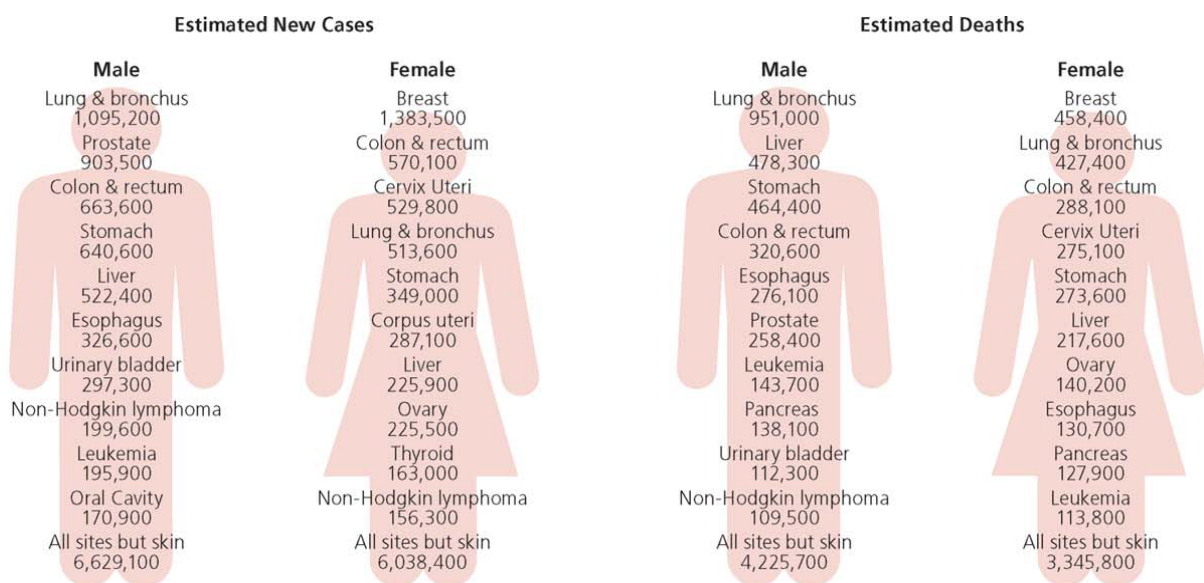 Estimated New Cases
Male
Lung & bronchus
1,095,200
Prostate
903,500
Colon & rectum
663,600
Stomach
640,600
Liver
522,400
Esophagus
326,600
Urinary bladder
297,300
Non-Hodgkin lymphoma
199,600
Leukemia
195,900
Oral Cavity
170,900
All sites but skin
6,629,100
Female
Breast
1,383,500
Colon & rectum
570,100
Cervix Uteri
529,800
Lung & bronchus
513,600
Stomach
349,000
Corpus uteri
287,100
Liver
225,900
Ovary
225,500
Thyroid
163,000
Non-Hodgkin lymphoma
156,300
All sites but skin
6,038,400
Estimated Deaths
Male
Lung & bronchus
951,000
Liver
478,300
Stomach
464,400
Colon & rectum
320,600
Esophagus
276,100
Prostate
258,400
Leukemia
143,700
Pancreas
138,100
Urinary bladder
112,300
Non-Hodgkin lymphoma
109,500
All sites but skin
4,225,700
Female
Breast
458,400
Lung & bronchus
427,400
Colon & rectum
288,100
Cervix Uteri
275,100
Stomach
273,600
Liver
217,600
Ovary
140,200
Esophagus
130,700
Pancreas
127,900
Leukemia
113,800
All sites but skin
3,345,800